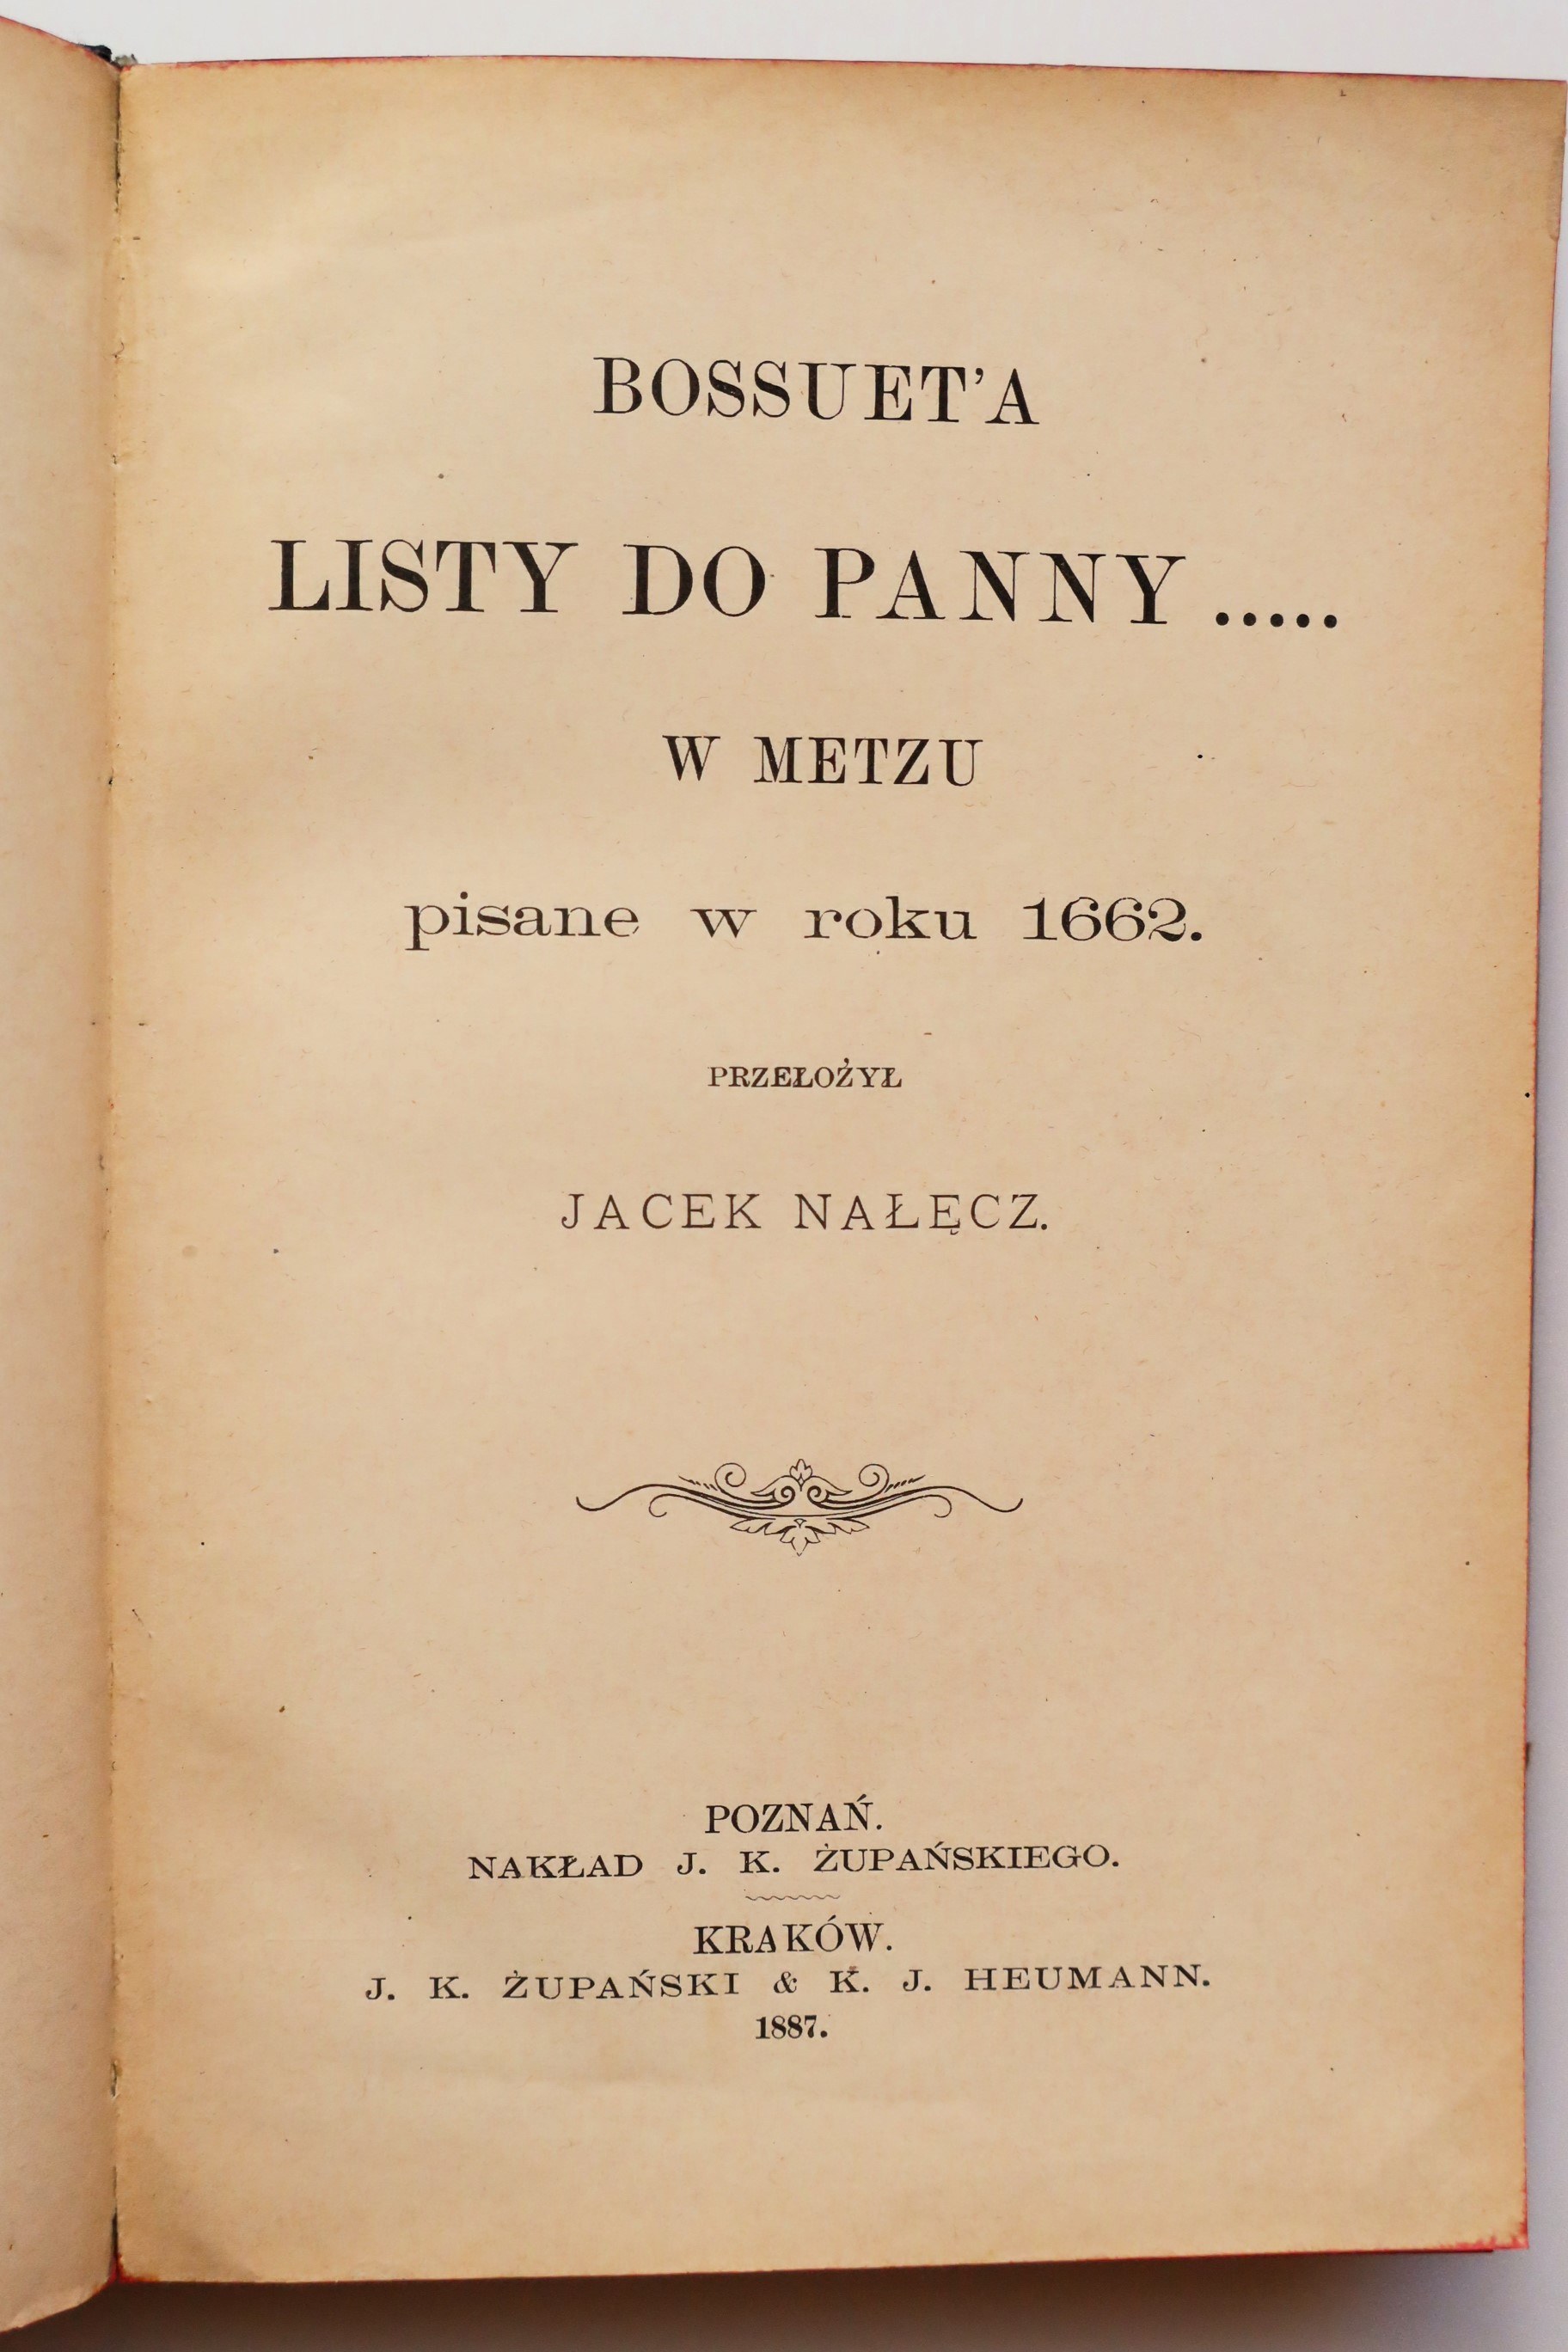 BOSSUET'A
LISTY DO PANNY .....
W METZU
pisane w roku 1662.
PRZEŁOŻYŁ
JACEK NAŁĘCZ.
POZNAŃ.
NAKŁAD J. K. ŻUPAŃSKIEGO.
KRAKÓW.
J. K. ŻUPAŃSKI & K. J. HEUMANN.
1887.